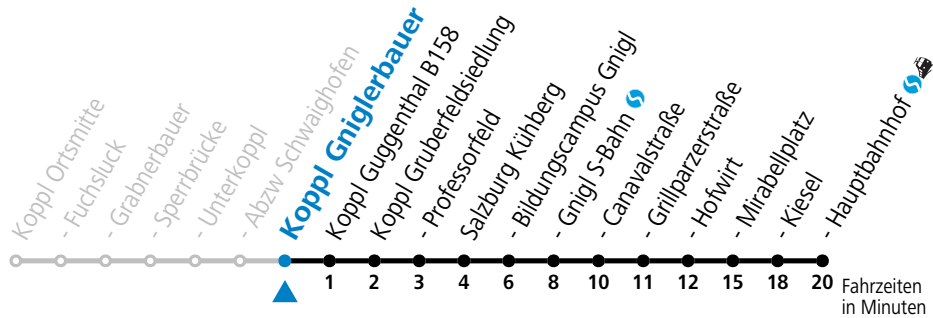 Koppl Ortsmitte
- Fuchsluck
- Grabnerbauer
- Sperrbrücke
- Unterkoppl
- Abzw Schwaighofen
Koppl Gniglerbauer
Koppl Guggenthal B158
Koppl Gruberfeldsiedlung
- Professorfeld
Salzburg Kühberg
- Bildungscampus Gnigl
- Gnigl S-Bahn
- Canavalstraße
- Grillparzerstraße
- Hofwirt
- Mirabellplatz
- Kiesel
- Hauptbahnhof
1 2 3 4 6 8 10 11 12 15 18 20 Fahrzeiten
in Minuten